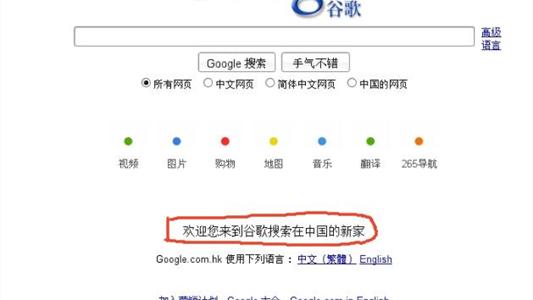 谷歌
高级
语言
Google 搜索 手气不错
所有网页 中文网页 简体中文网页 中国的网页
视频 图片 购物 地图 音乐 翻译 265导航
欢迎您来到谷歌搜索在中国的新家
Google.com.hk 使用下列语言： 中文（繁體） English